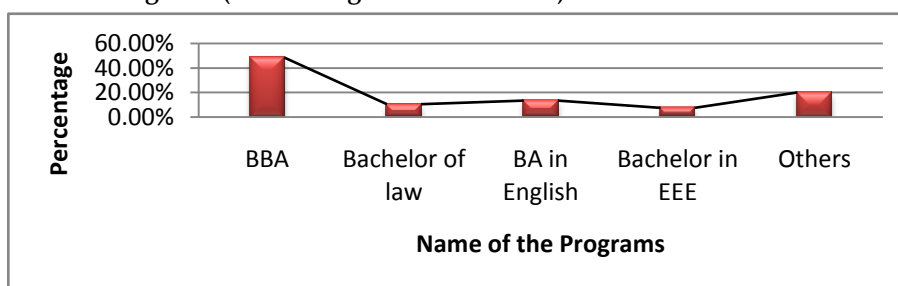 60.00%
40.00%
20.00%
0.00%
Percentage
BBA
Bachelor of law
BA in English
Bachelor in EEE
Others
Name of the Programs